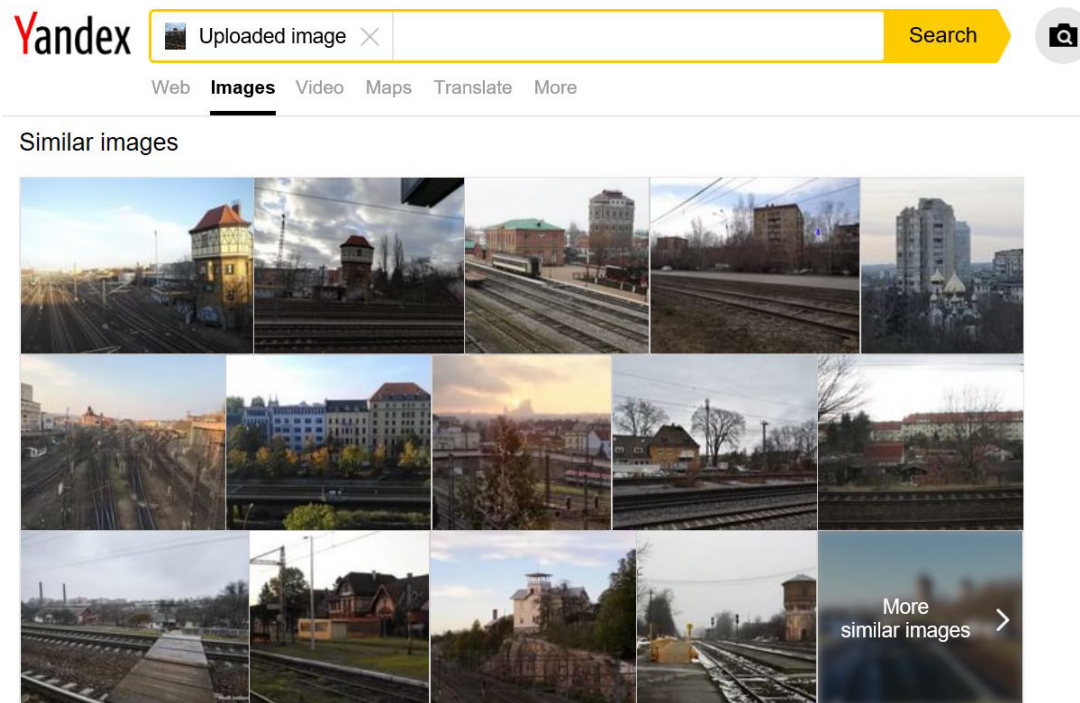 Yandex
Uploaded image
Search
Web Images Video Maps Translate More
Similar images
More
similar images